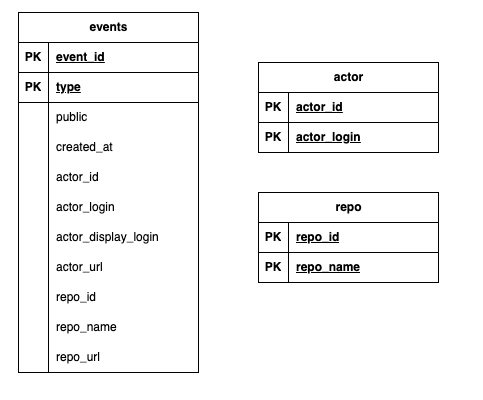 events
PK event_id
PK type
public
created_at
actor_id
actor_login
actor_display_login
actor_url
repo_id
repo_name
repo_url
actor
PK actor_id
PK actor_login
repo
PK repo_id
PK repo_name